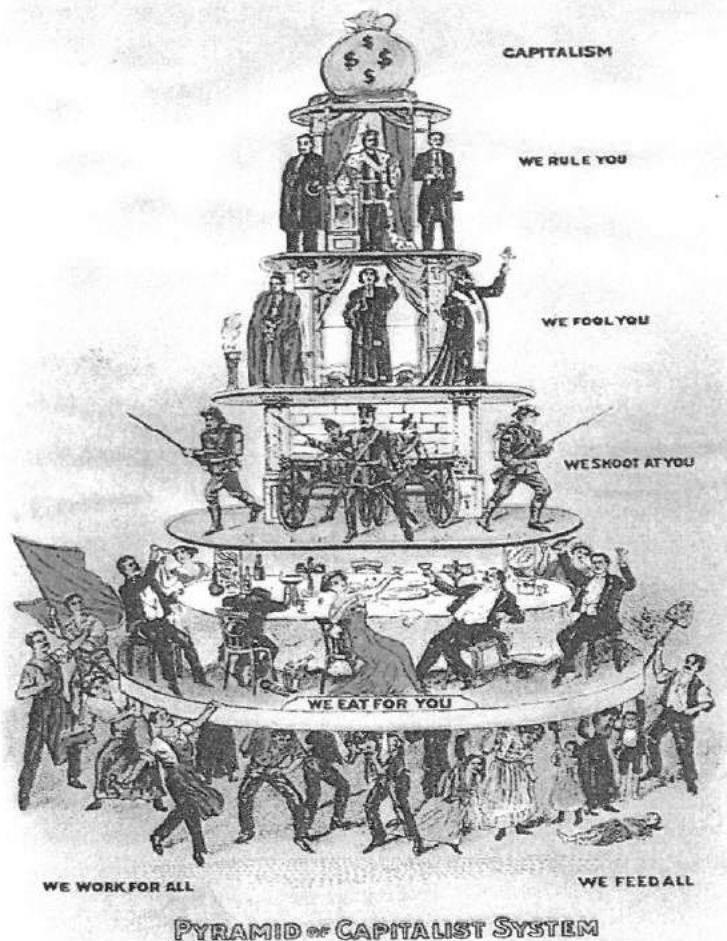 $ $ $ $
CAPITALISM
WE RULE YOU
WE FOOL YOU
WE SHOOT AT YOU
WE EAT FOR YOU
WE WORK FOR ALL
WE FEED ALL
PYRAMID OF CAPITALIST SYSTEM